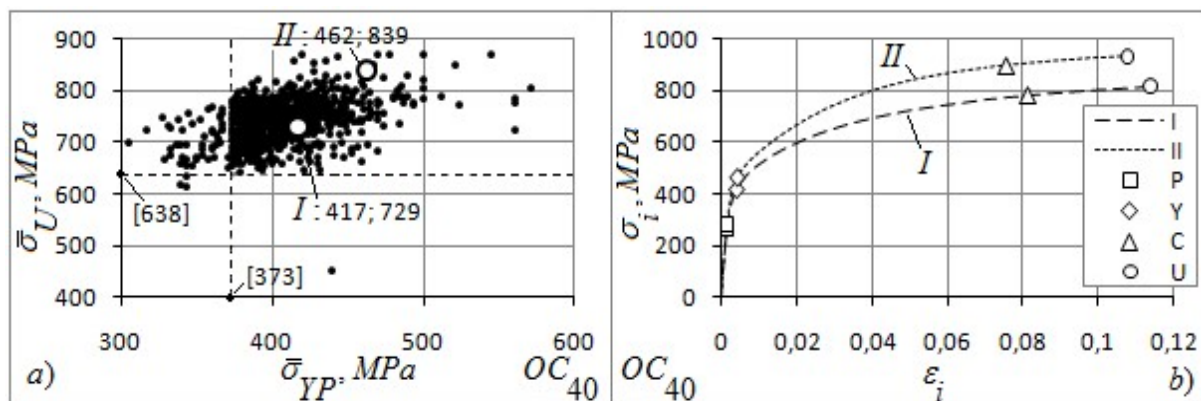 900
800
700
600
500
400
σ̅U, MPa
II : 462; 839
I : 417; 729
[638]
[373]
300
400
500
600
a)
σ̅YP, MPa
OC40
1000
800
600
400
200
0
σi, MPa
II
I
I
II
P
Y
C
U
0
0,02
0,04
0,06
0,08
0,1
0,12
OC40
εi
b)